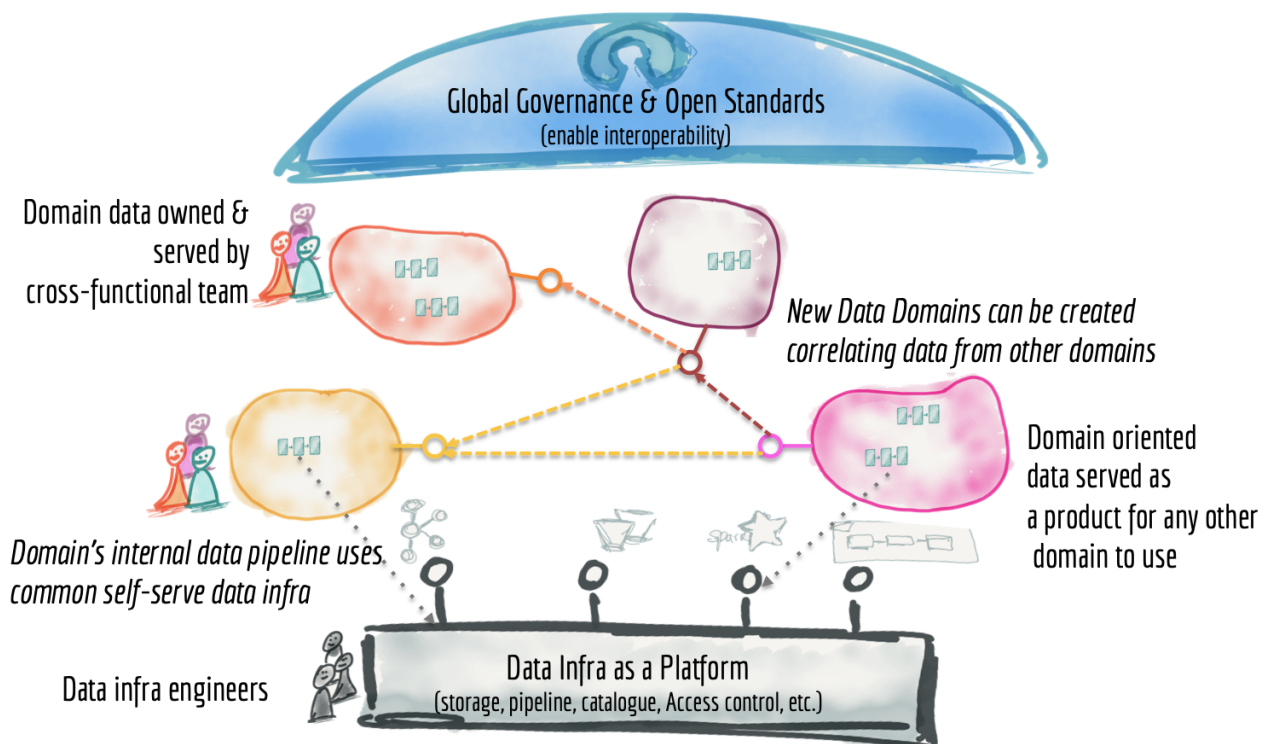 Global Governance & Open Standards
(enable interoperability)
Domain data owned &
served by
cross-functional team
New Data Domains can be created
correlating data from other domains
Domain oriented
data served as
a product for any other
domain to use
Domain's internal data pipeline uses
common self-serve data infra
Data infra engineers
Data Infra as a Platform
(storage, pipeline, catalogue, Access control, etc.)